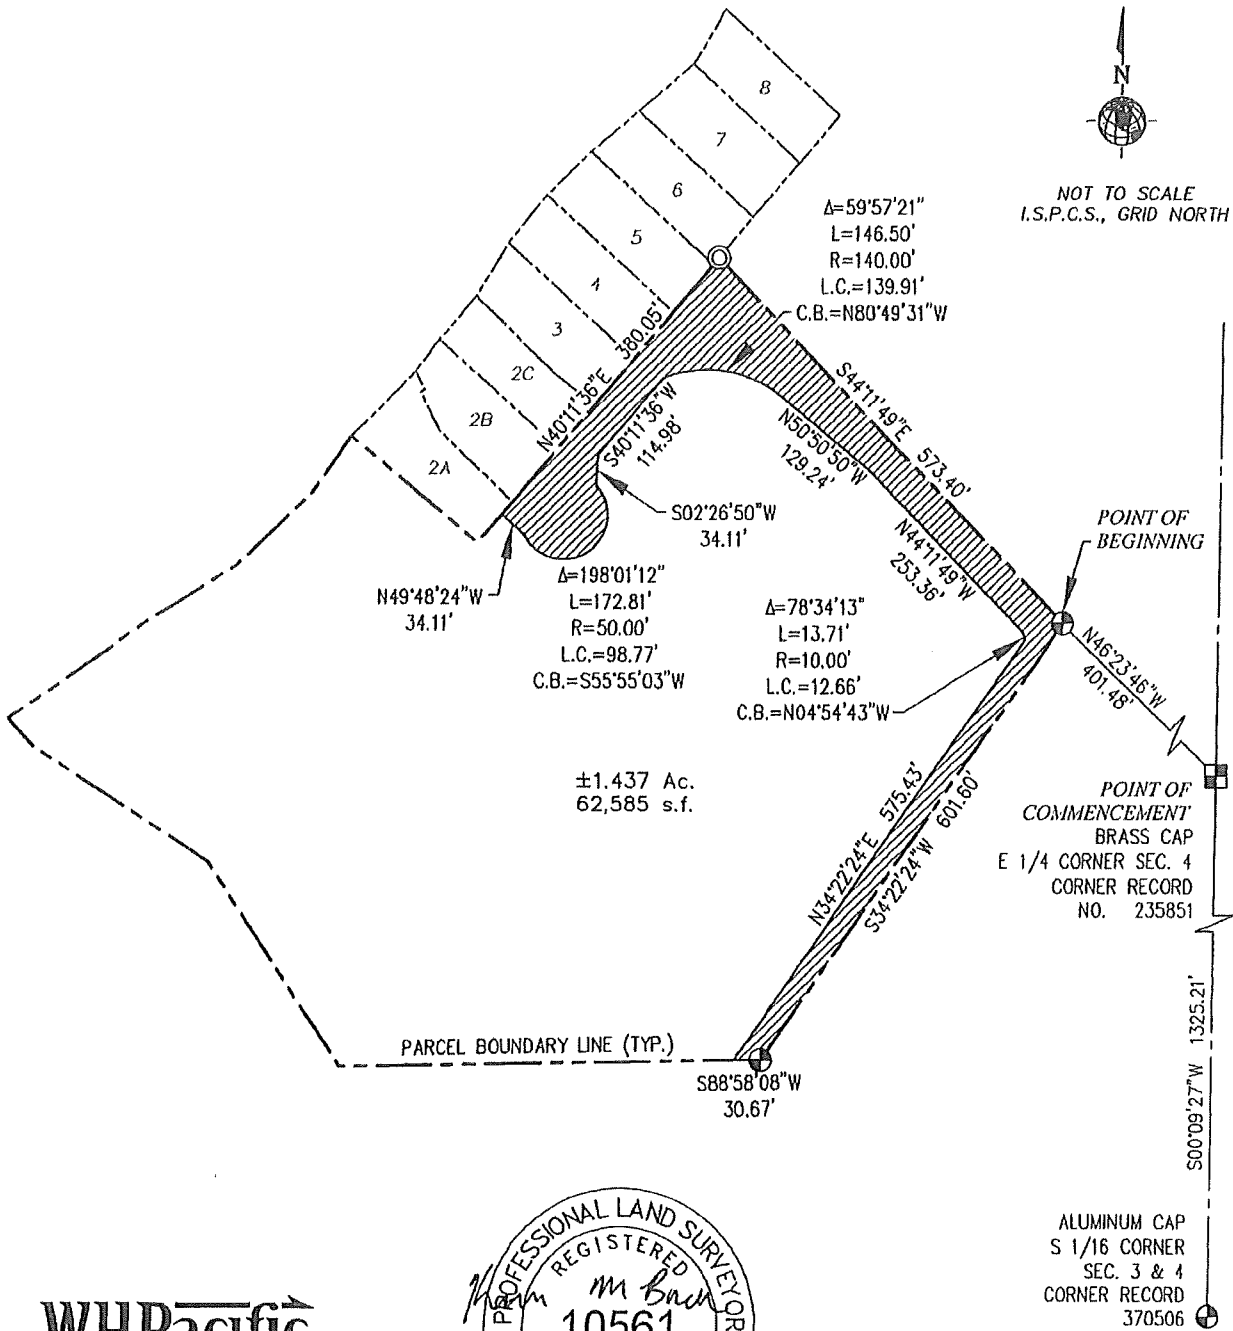 8
7
6
5
4
3
2C
2B
2A
N
NOT TO SCALE
I.S.P.C.S., GRID NORTH
Δ=59°57'21"
L=146.50'
R=140.00'
L.C.=139.91'
C.B.=N80°49'31"W
N40°11'36"E 380.05'
S40°11'36"W
114.98'
S44°11'49"E 573.40'
N50°50'50"W
129.24'
S02°26'50"W
34.11'
N49°48'24"W
34.11'
Δ=198°01'12"
L=172.81'
R=50.00'
L.C.=98.77'
C.B.=S55°55'03"W
N44°11'49"W
253.36'
Δ=78°34'13"
L=13.71'
R=10.00'
L.C.=12.66'
C.B.=N04°54'43"W
POINT OF
BEGINNING
N46°23'46"W
401.48'
±1.437 Ac.
62,585 s.f.
N34°22'24"E 575.43'
S34°22'24"W 601.60'
POINT OF
COMMENCEMENT
BRASS CAP
E 1/4 CORNER SEC. 4
CORNER RECORD
NO. 235851
PARCEL BOUNDARY LINE (TYP.)
S88°58'08"W
30.67'
S00°09'27"W 1325.21'
ALUMINUM CAP
S 1/16 CORNER
SEC. 3 & 4
CORNER RECORD
370506
PROFESSIONAL LAND SURVEYOR
REGISTERED
10561
WHPacific